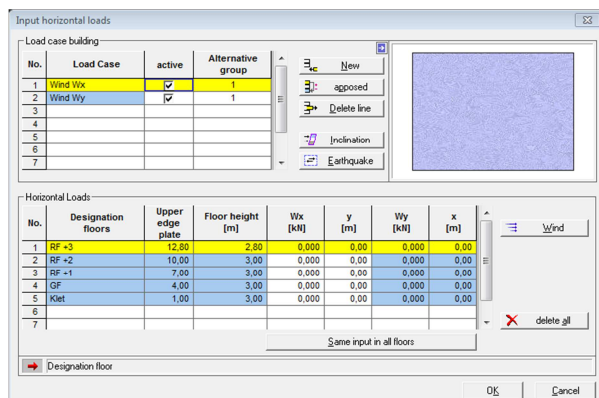 Input horizontal loads
Load case building
No. Load Case active Alternative group
1 Wind Wx 1
2 Wind Wy 1
3
4
5
6
7
New
apposed
Delete line
Inclination
Earthquake
Horizontal Loads
No. Designation floors Upper edge plate Floor height [m] Wx [kN] y [m] Wy [kN] x [m]
1 RF +3 12,80 2,80 0,000 0,00 0,000 0,00
2 RF +2 10,00 3,00 0,000 0,00 0,000 0,00
3 RF +1 7,00 3,00 0,000 0,00 0,000 0,00
4 GF 4,00 3,00 0,000 0,00 0,000 0,00
5 Klet 1,00 3,00 0,000 0,00 0,000 0,00
6
7
Wind
delete all
Same input in all floors
Designation floor
OK Cancel